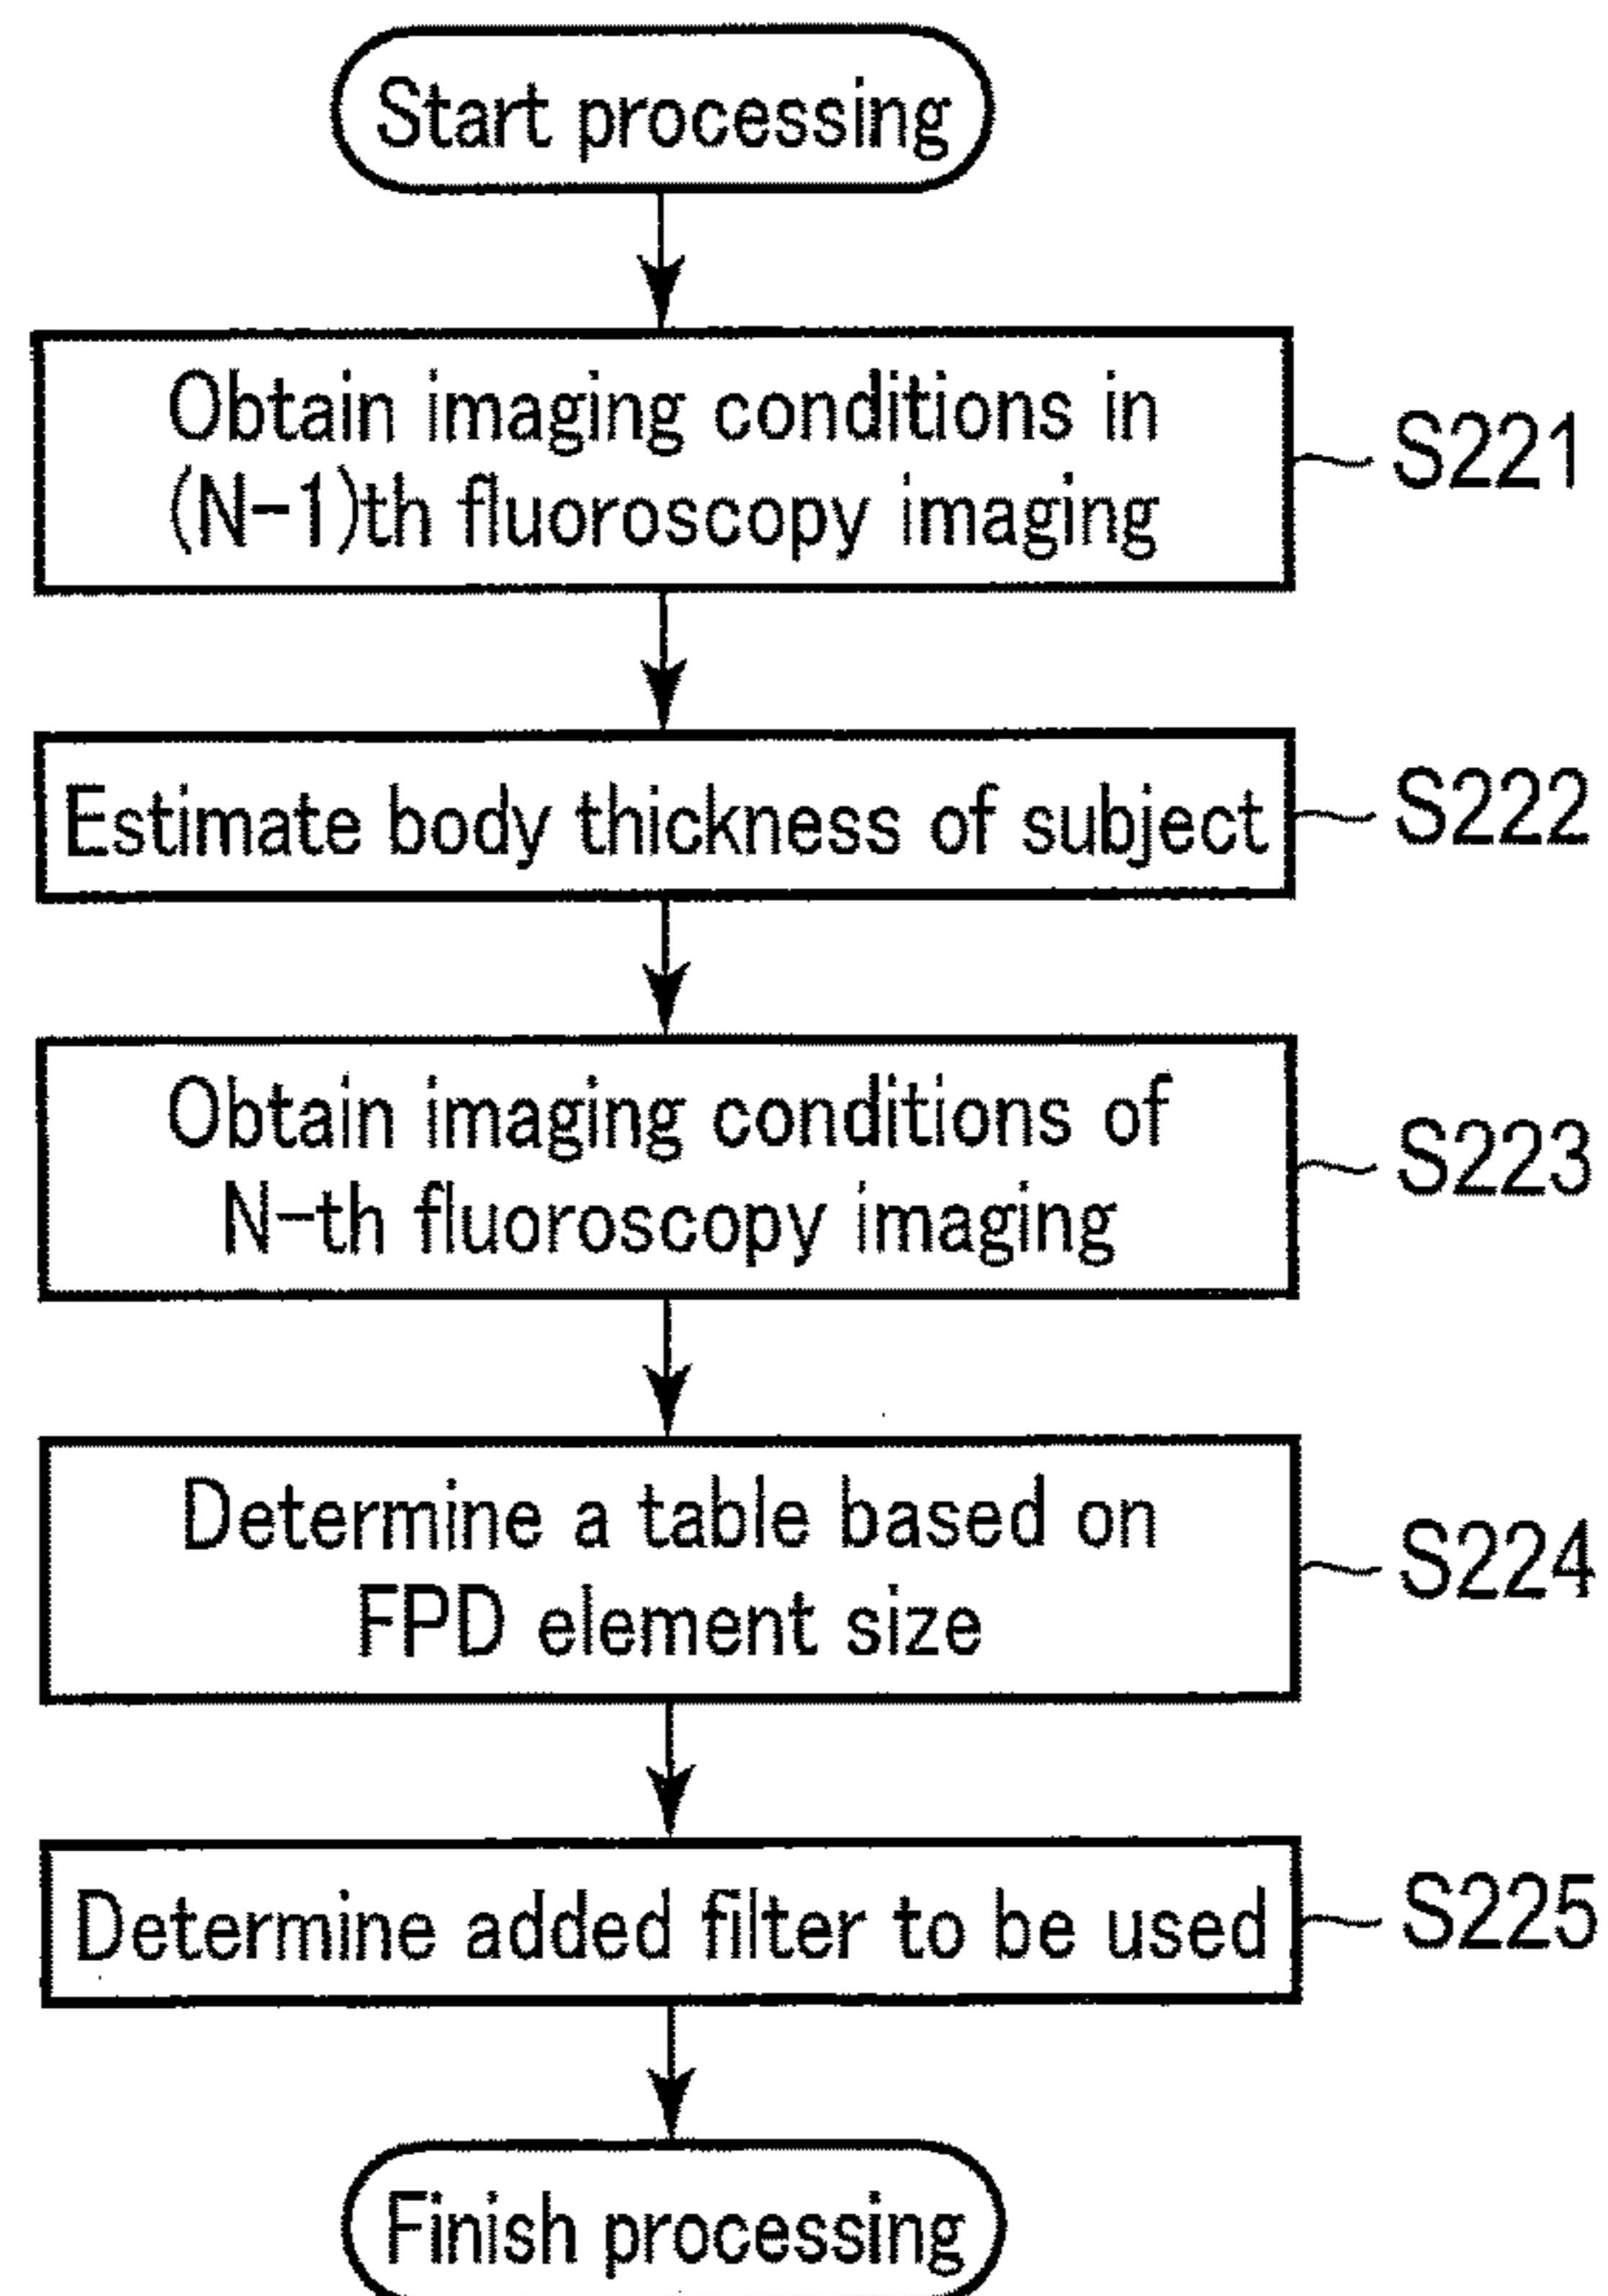 Start processing
Obtain imaging conditions in
(N-1)th fluoroscopy imaging
S221
Estimate body thickness of subject
S222
Obtain imaging conditions of
N-th fluoroscopy imaging
S223
Determine a table based on
FPD element size
S224
Determine added filter to be used
S225
Finish processing